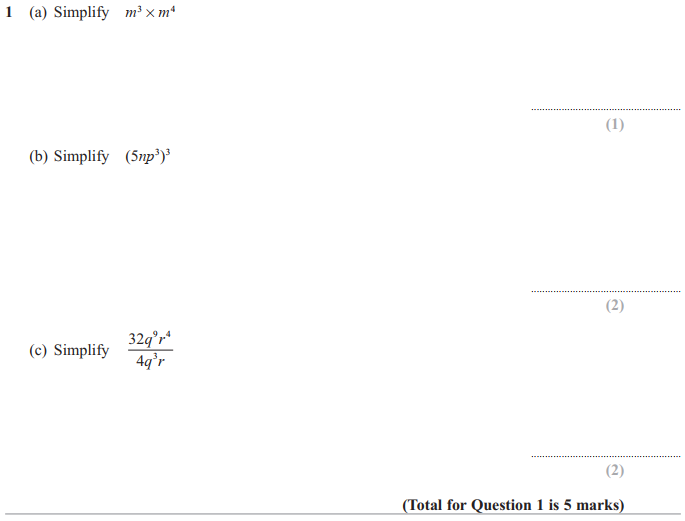 1 (a) Simplify m³ × m⁴
(1)
(b) Simplify (5np³)³
(2)
(c) Simplify 32q⁹r⁴
4q³r
(2)
(Total for Question 1 is 5 marks)